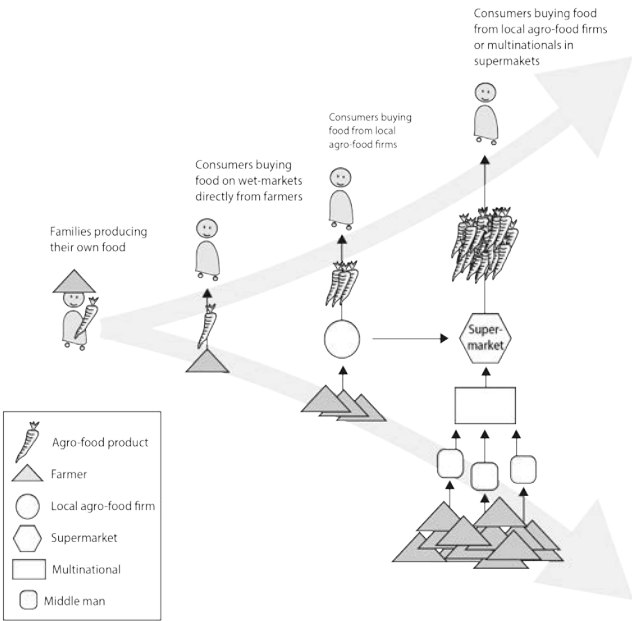 Consumers buying food
from local agro-food firms
or multinationals in
supermakets
Consumers buying
food from local
agro-food firms
Consumers buying
food on wet-markets
directly from farmers
Families producing
their own food
Super-
market
Agro-food product
Farmer
Local agro-food firm
Supermarket
Multinational
Middle man